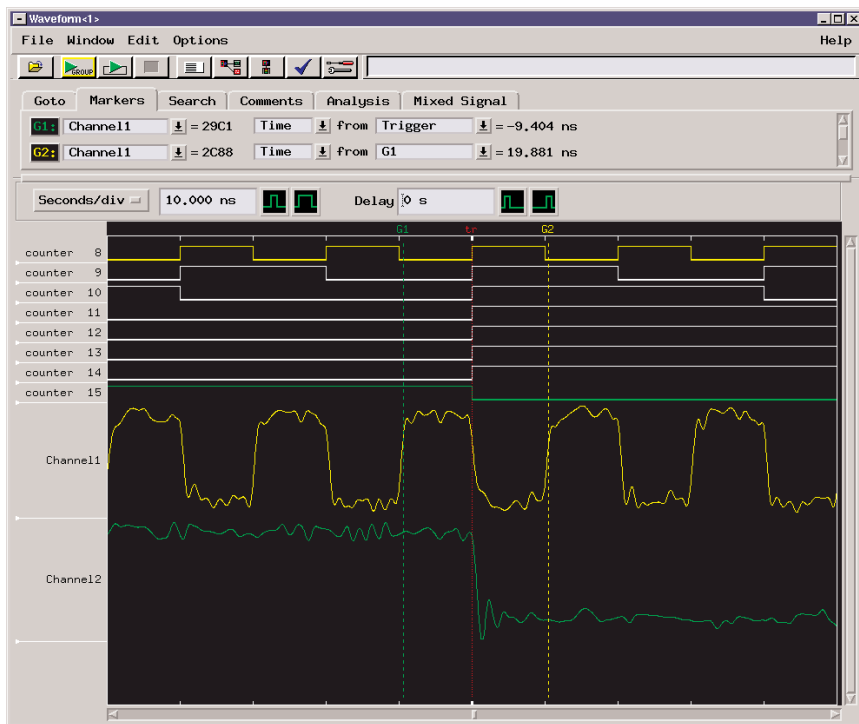 Waveform<1>
File Window Edit Options Help
GROUP
Goto Markers Search Comments Analysis Mixed Signal
G1: Channel1 = 29C1 Time from Trigger = -9.404 ns
G2: Channel1 = 2C88 Time from G1 = 19.881 ns
Seconds/div 10.000 ns Delay 0 s
G1 tr G2
counter 8
counter 9
counter 10
counter 11
counter 12
counter 13
counter 14
counter 15
Channel1
Channel2